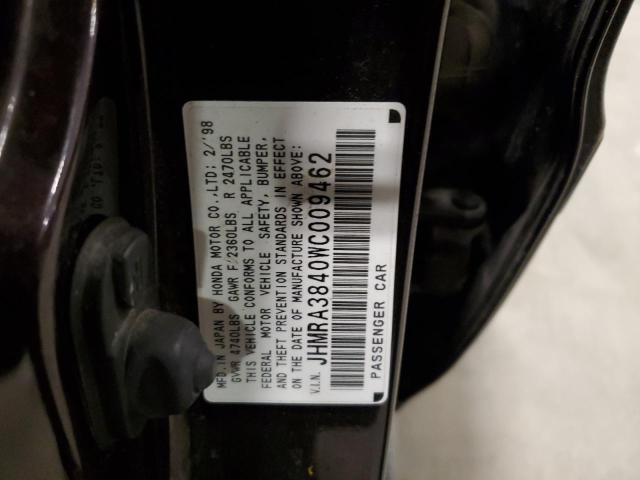 MFD.IN JAPAN BY HONDA MOTOR CO.,LTD; 2/'98
GVWR 4740LBS GAWR F/2360LBS R 2470LBS
THIS VEHICLE CONFORMS TO ALL APPLICABLE
FEDERAL MOTOR VEHICLE SAFETY, BUMPER,
AND THEFT PREVENTION STANDARDS IN EFFECT
ON THE DATE OF MANUFACTURE SHOWN ABOVE:
V.I.N. JHMRA3840WC009462
PASSENGER CAR